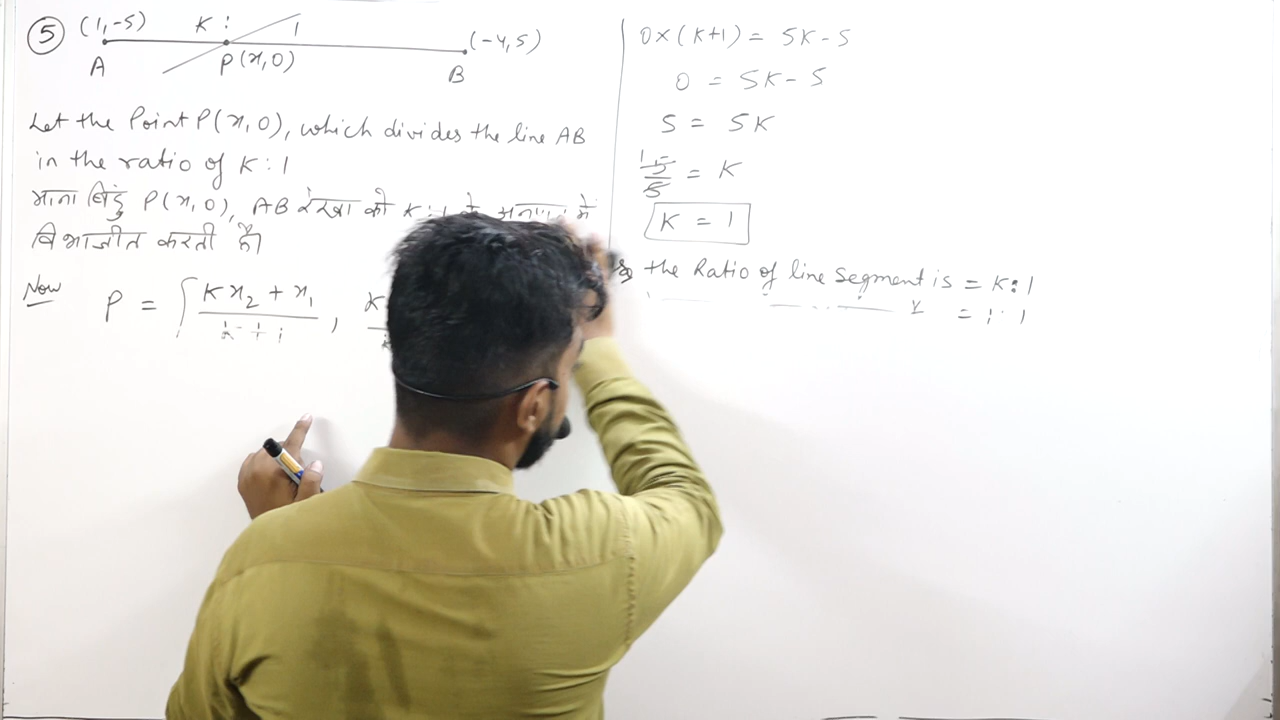 ⑤ (1,-5) K : 1 (-4,5)
A P(x,0) B
Let the Point P(x,0), which divides the line AB
in the ratio of K:1
माना बिंदु P(x,0), AB रेखा को K:1 के अनुपात में
विभाजीत करती है।
Now P = [ Kx₂ + x₁ / K + 1 ,
0×(K+1) = 5K-5
0 = 5K-5
5 = 5K
5/5 = K
K = 1
the Ratio of line segment is = K:1
= 1:1